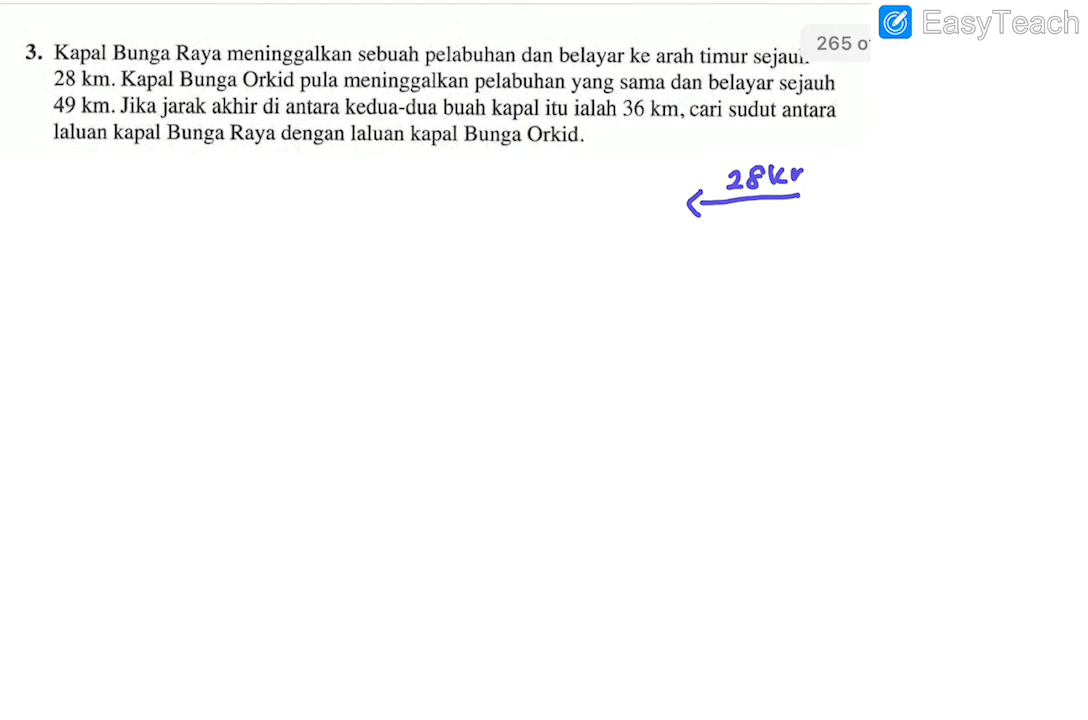 EasyTeach
265 o
3. Kapal Bunga Raya meninggalkan sebuah pelabuhan dan belayar ke arah timur
28 km. Kapal Bunga Orkid pula meninggalkan pelabuhan yang sama dan belayar sejauh
49 km. Jika jarak akhir di antara kedua-dua buah kapal itu ialah 36 km, cari sudut antara
laluan kapal Bunga Raya dengan laluan kapal Bunga Orkid.
28k